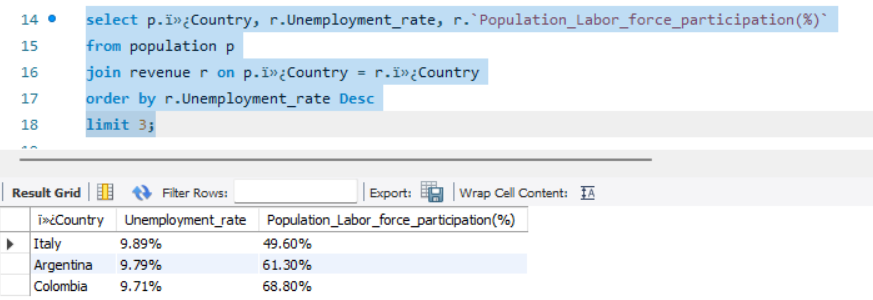 14 select p.ï»¿Country, r.Unemployment_rate, r.`Population_Labor_force_participation(%)`
15 from population p
16 join revenue r on p.ï»¿Country = r.ï»¿Country
17 order by r.Unemployment_rate Desc
18 limit 3;
Result Grid Filter Rows: Export: Wrap Cell Content: IA
ï»¿Country Unemployment_rate Population_Labor_force_participation(%)
Italy 9.89% 49.60%
Argentina 9.79% 61.30%
Colombia 9.71% 68.80%